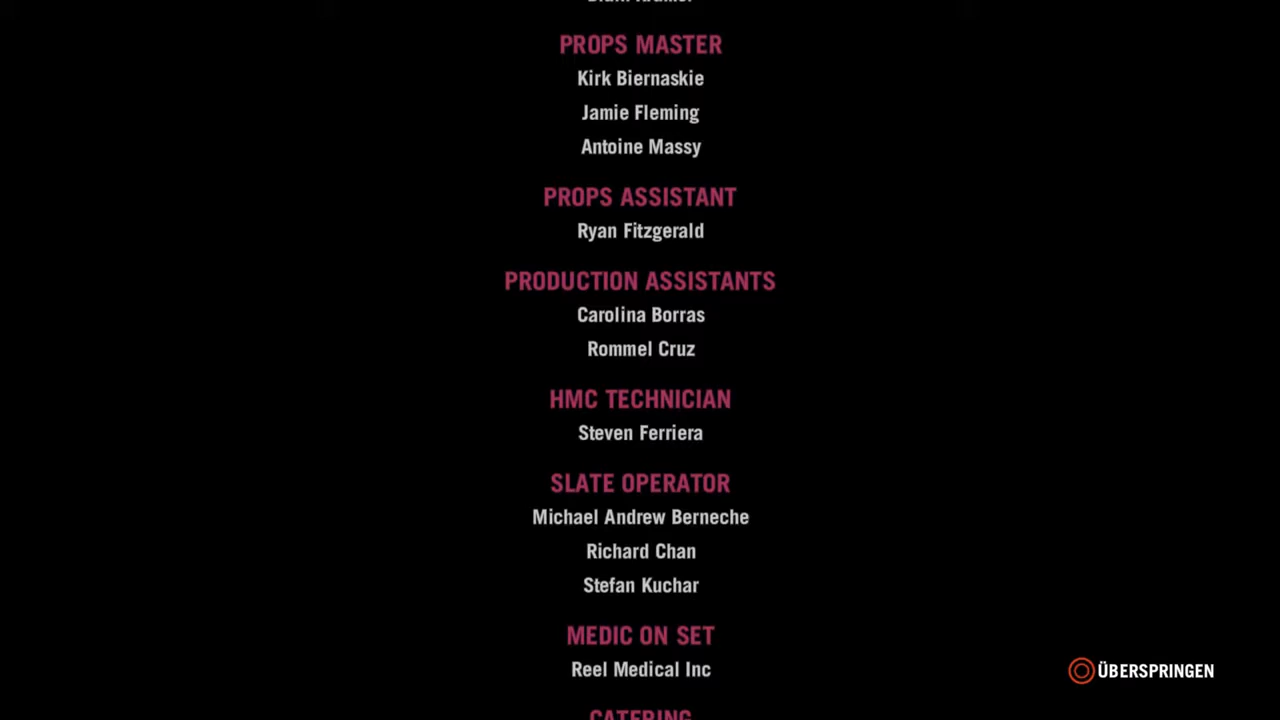 PROPS MASTER
Kirk Biernaskie
Jamie Fleming
Antoine Massy
PROPS ASSISTANT
Ryan Fitzgerald
PRODUCTION ASSISTANTS
Carolina Borras
Rommel Cruz
HMC TECHNICIAN
Steven Ferriera
SLATE OPERATOR
Michael Andrew Berneche
Richard Chan
Stefan Kuchar
MEDIC ON SET
Reel Medical Inc
ÜBERSPRINGEN
CATERING